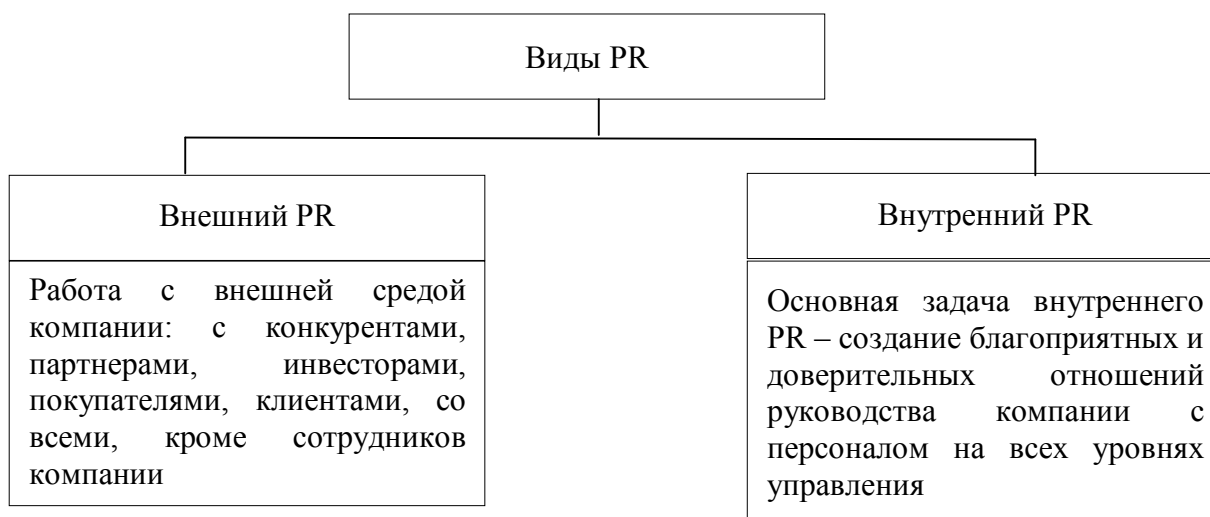 Виды PR
Внешний PR
Работа с внешней средой
компании: с конкурентами,
партнерами, инвесторами,
покупателями, клиентами, со
всеми, кроме сотрудников
компании
Внутренний PR
Основная задача внутреннего
PR – создание благоприятных и
доверительных отношений
руководства компании с
персоналом на всех уровнях
управления